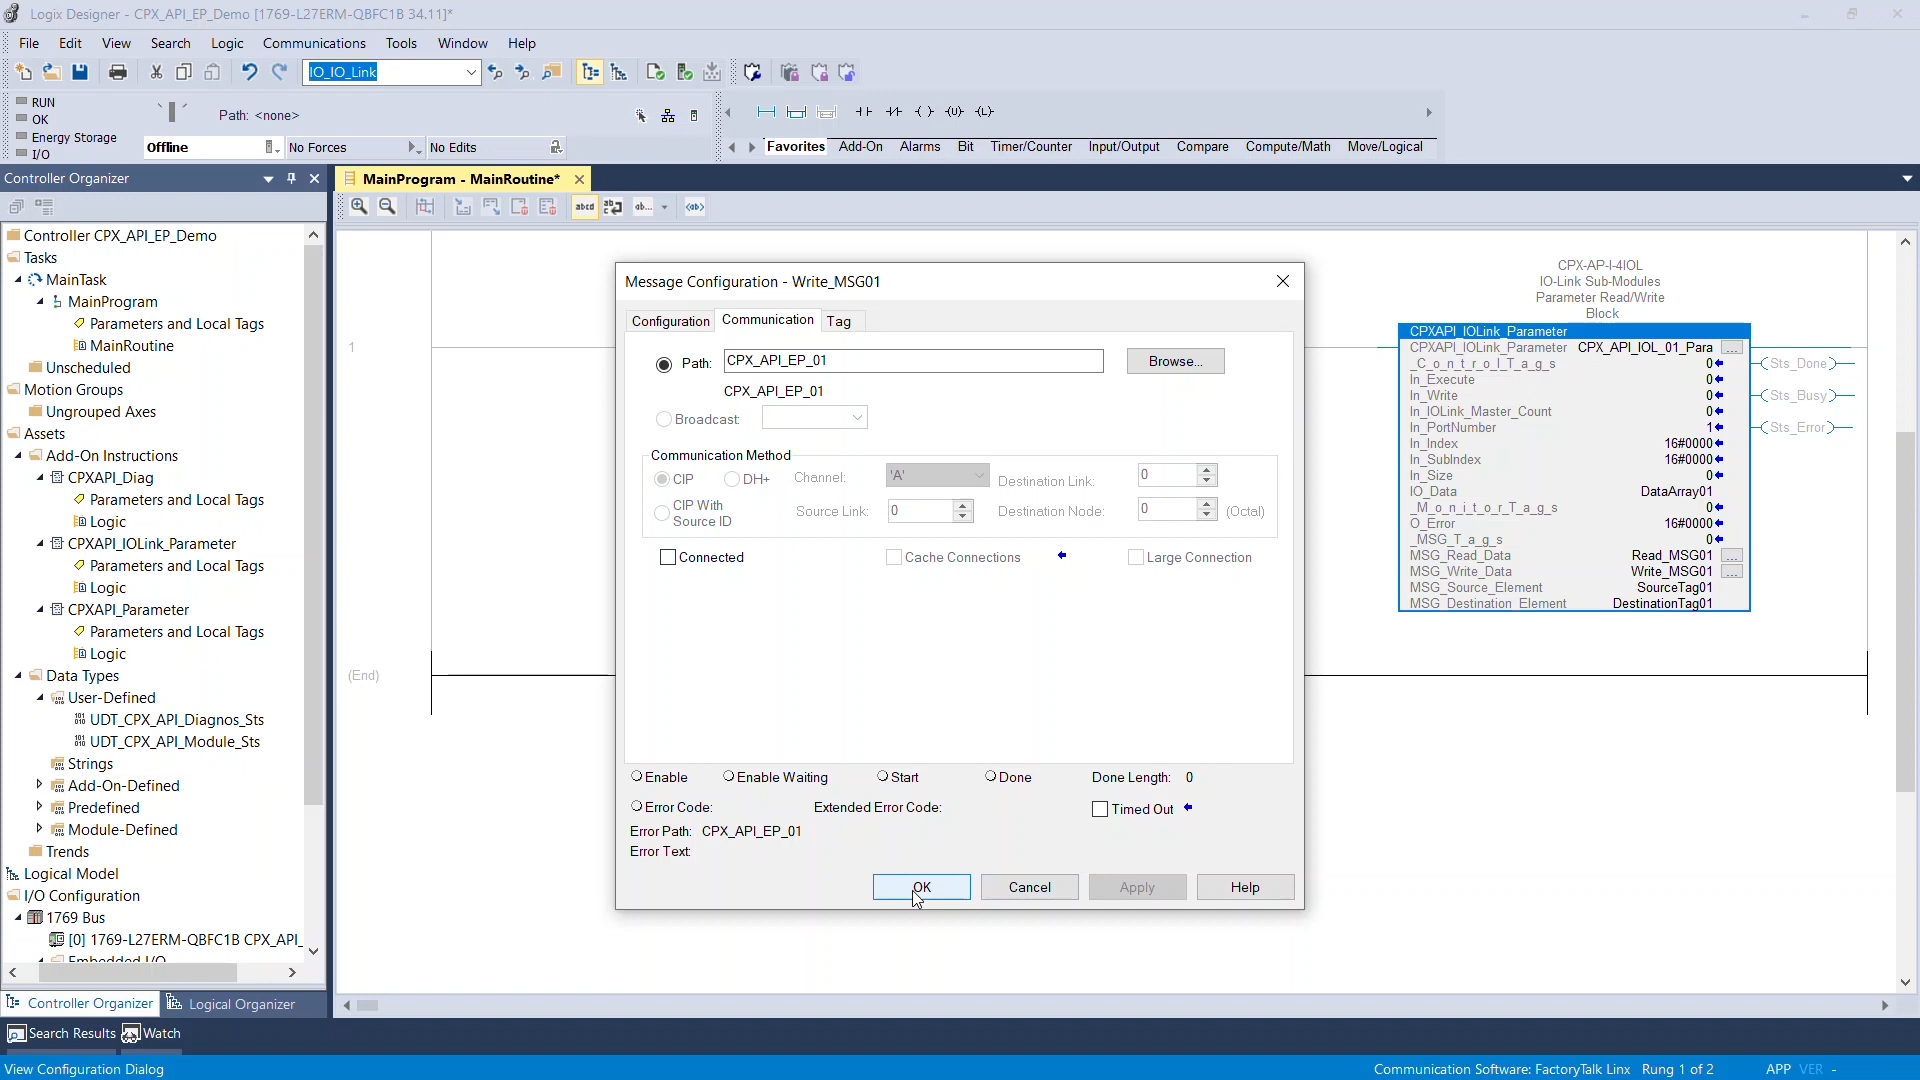 Logix Designer - CPX_API_EP_Demo [1769-L27ERM-QBFC1B 34.11]*
File Edit View Search Logic Communications Tools Window Help
IO_IO_Link
RUN
OK
Energy Storage
I/O
Path: <none>
Offline
No Forces
No Edits
Favorites Add-On Alarms Bit Timer/Counter Input/Output Compare Compute/Math Move/Logical
Controller Organizer
MainProgram - MainRoutine*
Controller CPX_API_EP_Demo
Tasks
MainTask
MainProgram
Parameters and Local Tags
MainRoutine
Unscheduled
Motion Groups
Ungrouped Axes
Assets
Add-On Instructions
CPXAPI_Diag
Parameters and Local Tags
Logic
CPXAPI_IOLink_Parameter
Parameters and Local Tags
Logic
CPXAPI_Parameter
Parameters and Local Tags
Logic
Data Types
User-Defined
UDT_CPX_API_Diagnos_Sts
UDT_CPX_API_Module_Sts
Strings
Add-On-Defined
Predefined
Module-Defined
Trends
Logical Model
I/O Configuration
1769 Bus
[0] 1769-L27ERM-QBFC1B CPX_API_
Embedded I/O
Controller Organizer
Logical Organizer
1
(End)
Message Configuration - Write_MSG01
Configuration Communication Tag
Path: CPX_API_EP_01 Browse...
CPX_API_EP_01
Broadcast:
Communication Method
CIP DH+ Channel: 'A' Destination Link: 0
CIP With Source ID
Source Link: 0 Destination Node: 0 (Octal)
Connected Cache Connections Large Connection
Enable Enable Waiting Start Done Done Length: 0
Error Code: Extended Error Code: Timed Out
Error Path: CPX_API_EP_01
Error Text:
OK Cancel Apply Help
CPX-AP-I-4IOL
IO-Link Sub-Modules
Parameter Read/Write
Block
CPXAPI_IOLink_Parameter
CPXAPI_IOLink_Parameter CPX_API_IOL_01_Para ...
_C_o_n_t_r_o_l_T_a_g_s 0
In_Execute 0
In_Write 0
In_IOLink_Master_Count 0
In_PortNumber 1
In_Index 16#0000
In_SubIndex 16#0000
In_Size 0
IO_Data DataArray01
_M_o_n_i_t_o_r_T_a_g_s 0
O_Error 16#0000
_MSG_T_a_g_s 0
MSG_Read_Data Read_MSG01 ...
MSG_Write_Data Write_MSG01 ...
MSG_Source_Element SourceTag01
MSG_Destination_Element DestinationTag01
Sts_Done
Sts_Busy
Sts_Error
Search Results Watch
View Configuration Dialog
Communication Software: FactoryTalk Linx Rung 1 of 2 APP VER